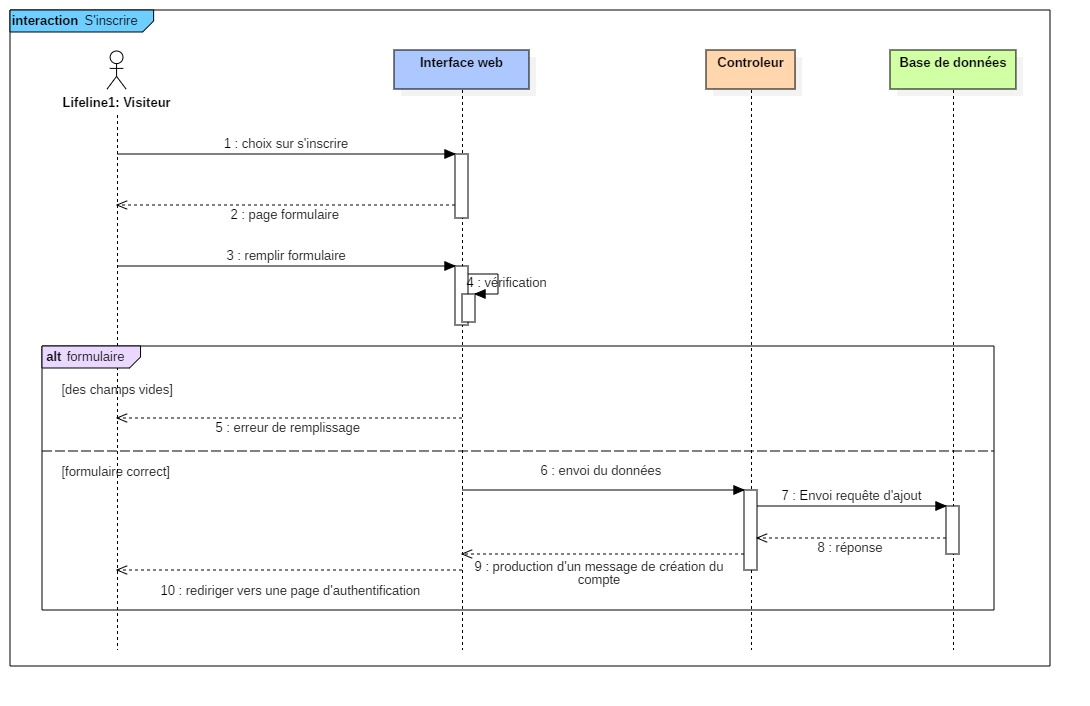 interaction S'inscrire
Interface web
Controleur
Base de données
Lifeline1: Visiteur
1 : choix sur s'inscrire
2 : page formulaire
3 : remplir formulaire
4 : vérification
alt formulaire
[des champs vides]
5 : erreur de remplissage
[formulaire correct]
6 : envoi du données
7 : Envoi requête d'ajout
8 : réponse
9 : production d'un message de création du
compte
10 : rediriger vers une page d'authentification